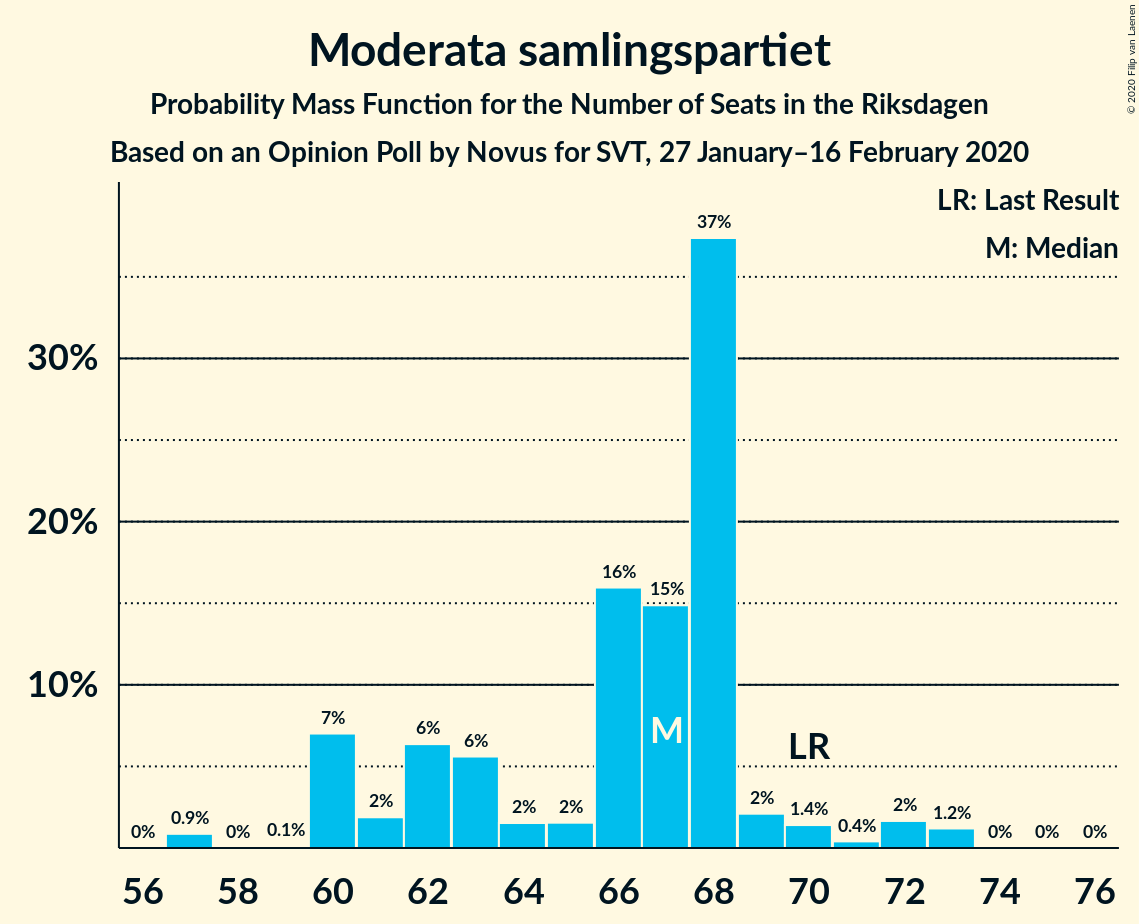 Moderata samlingspartiet
Probability Mass Function for the Number of Seats in the Riksdagen
Based on an Opinion Poll by Novus for SVT, 27 January–16 February 2020
© 2020 Filip van Laenen
LR: Last Result
M: Median
30%
20%
10%
0%
0.9%
0%
0.1%
7%
2%
6%
6%
2%
2%
16%
15%
37%
2%
1.4%
0.4%
2%
1.2%
0%
0%
0%
M
LR
56 58 60 62 64 66 68 70 72 74 76